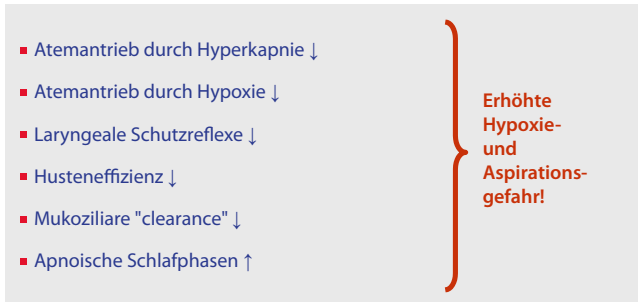 Atemantrieb durch Hyperkapnie ↓
Atemantrieb durch Hypoxie ↓
Laryngeale Schutzreflexe ↓
Husteneffizienz ↓
Mukoziliare "clearance" ↓
Apnoische Schlafphasen ↑
Erhöhte
Hypoxie-
und
Aspirations-
gefahr!